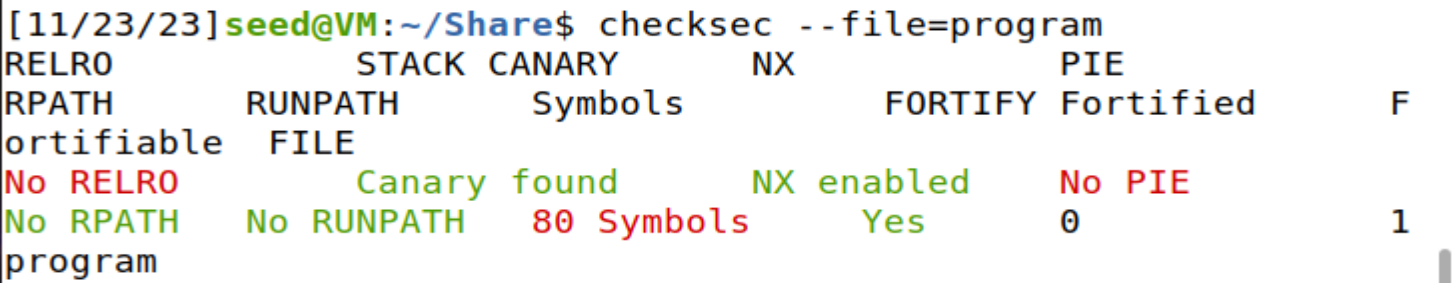 [11/23/23]seed@VM:~/Share$ checksec --file=program
RELRO           STACK CANARY      NX            PIE
RPATH      RUNPATH      Symbols         FORTIFY Fortified      F
ortifiable  FILE
No RELRO        Canary found      NX enabled    No PIE
No RPATH   No RUNPATH   80 Symbols     Yes      0              1
program